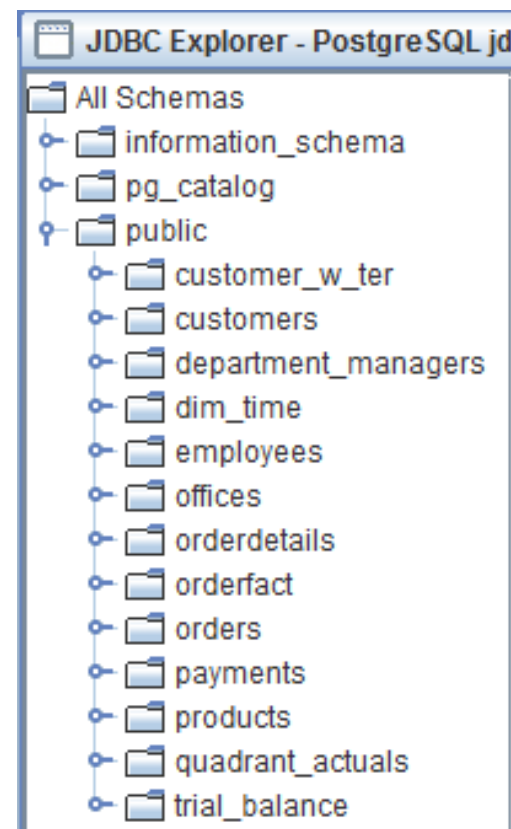 JDBC Explorer - PostgreSQL jd
All Schemas
information_schema
pg_catalog
public
customer_w_ter
customers
department_managers
dim_time
employees
offices
orderdetails
orderfact
orders
payments
products
quadrant_actuals
trial_balance